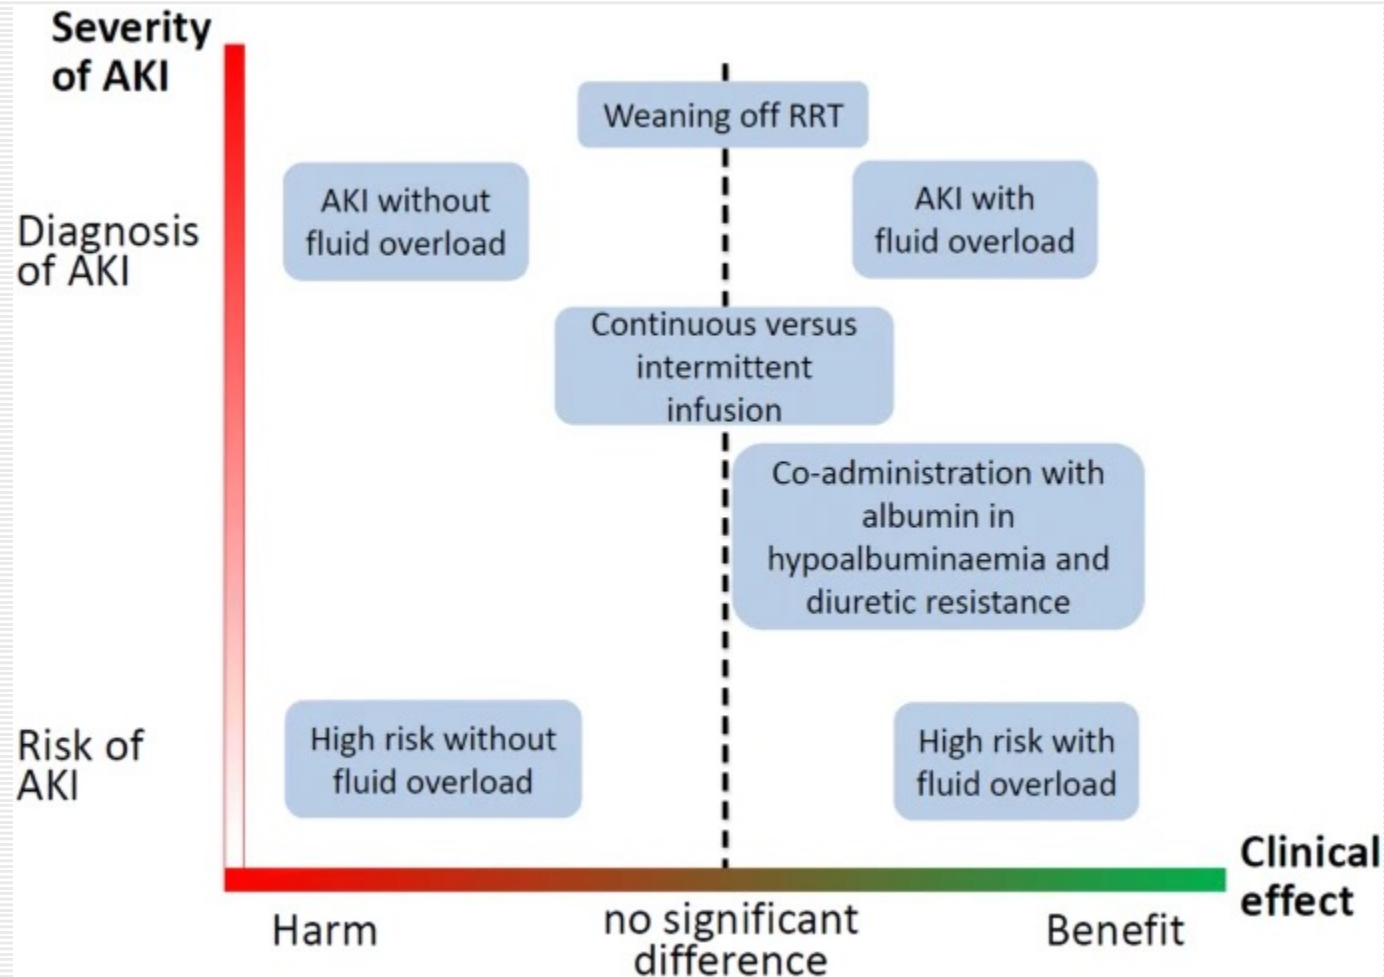 Severity
of AKI
Weaning off RRT
AKI without
fluid overload
AKI with
fluid overload
Diagnosis
of AKI
Continuous versus
intermittent
infusion
Co-administration with
albumin in
hypoalbuminaemia and
diuretic resistance
Risk of
AKI
High risk without
fluid overload
High risk with
fluid overload
Clinical
effect
Harm
no significant
difference
Benefit